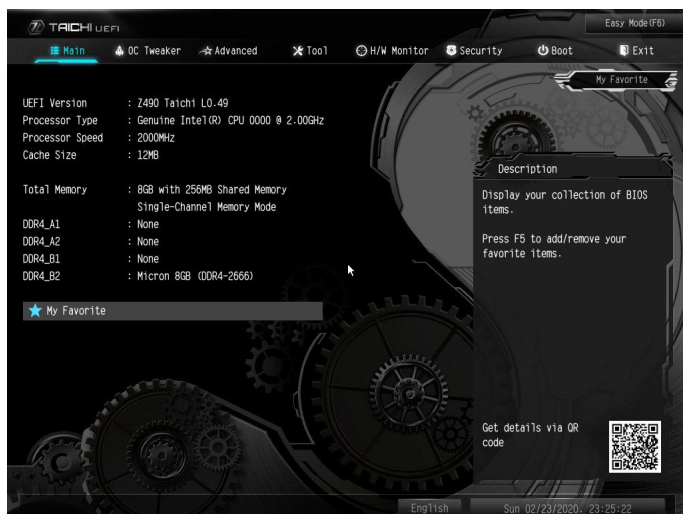 TAICHI UEFI
Easy Mode(F6)
Main
OC Tweaker
Advanced
Tool
H/W Monitor
Security
Boot
Exit
My Favorite
UEFI Version : Z490 Taichi L0.49
Processor Type : Genuine Intel(R) CPU 0000 @ 2.00GHz
Processor Speed : 2000MHz
Cache Size : 12MB
Total Memory : 8GB with 256MB Shared Memory
Single-Channel Memory Mode
DDR4_A1 : None
DDR4_A2 : None
DDR4_B1 : None
DDR4_B2 : Micron 8GB (DDR4-2666)
My Favorite
Description
Display your collection of BIOS
items.
Press F5 to add/remove your
favorite items.
Get details via QR
code
English
Sun 02/23/2020. 23:25:22